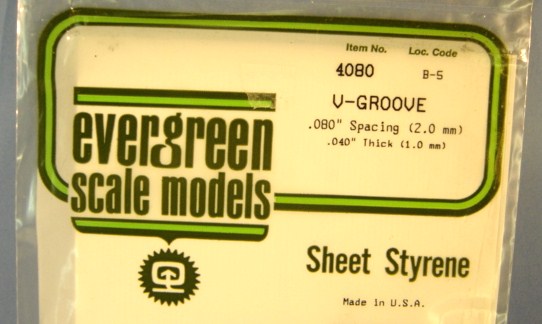 Item No. Loc. Code
4080 B-5
V-GROOVE
.080" Spacing (2.0 mm)
.040" Thick (1.0 mm)
evergreen
scale models
Sheet Styrene
Made in U.S.A.